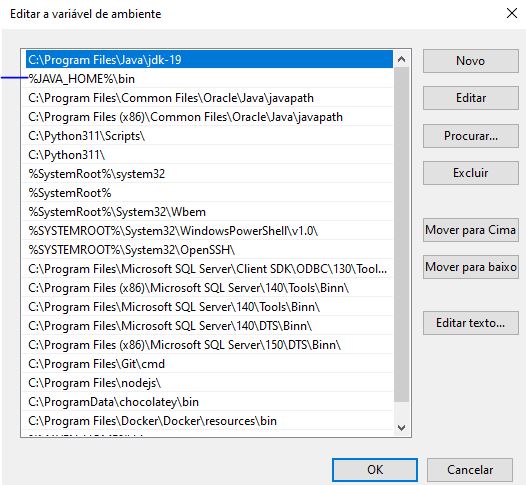 Editar a variável de ambiente
C:\Program Files\Java\jdk-19
%JAVA_HOME%\bin
C:\Program Files\Common Files\Oracle\Java\javapath
C:\Program Files (x86)\Common Files\Oracle\Java\javapath
C:\Python311\Scripts\
C:\Python311\
%SystemRoot%\system32
%SystemRoot%
%SystemRoot%\System32\Wbem
%SYSTEMROOT%\System32\WindowsPowerShell\v1.0\
%SYSTEMROOT%\System32\OpenSSH\
C:\Program Files\Microsoft SQL Server\Client SDK\ODBC\130\Tool...
C:\Program Files (x86)\Microsoft SQL Server\140\Tools\Binn\
C:\Program Files\Microsoft SQL Server\140\Tools\Binn\
C:\Program Files\Microsoft SQL Server\140\DTS\Binn\
C:\Program Files (x86)\Microsoft SQL Server\150\DTS\Binn\
C:\Program Files\Git\cmd
C:\Program Files\nodejs\
C:\ProgramData\chocolatey\bin
C:\Program Files\Docker\Docker\resources\bin
Novo
Editar
Procurar...
Excluir
Mover para Cima
Mover para baixo
Editar texto...
OK
Cancelar